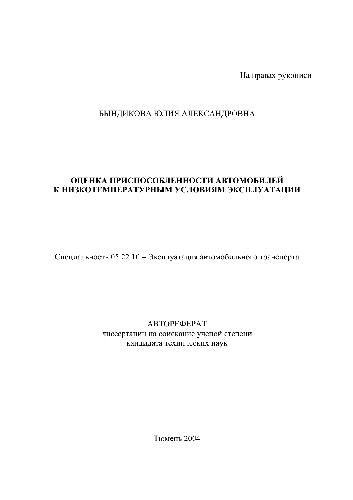 На правах рукописи
БЫНДИКОВА ЮЛИЯ АЛЕКСАНДРОВНА
ОЦЕНКА ПРИСПОСОБЛЕННОСТИ АВТОМОБИЛЕЙ
К НИЗКОТЕМПЕРАТУРНЫМ УСЛОВИЯМ ЭКСПЛУАТАЦИИ
Специальность 05.22.10 – Эксплуатация автомобильного транспорта
АВТОРЕФЕРАТ
диссертации на соискание ученой степени
кандидата технических наук
Тюмень 2004